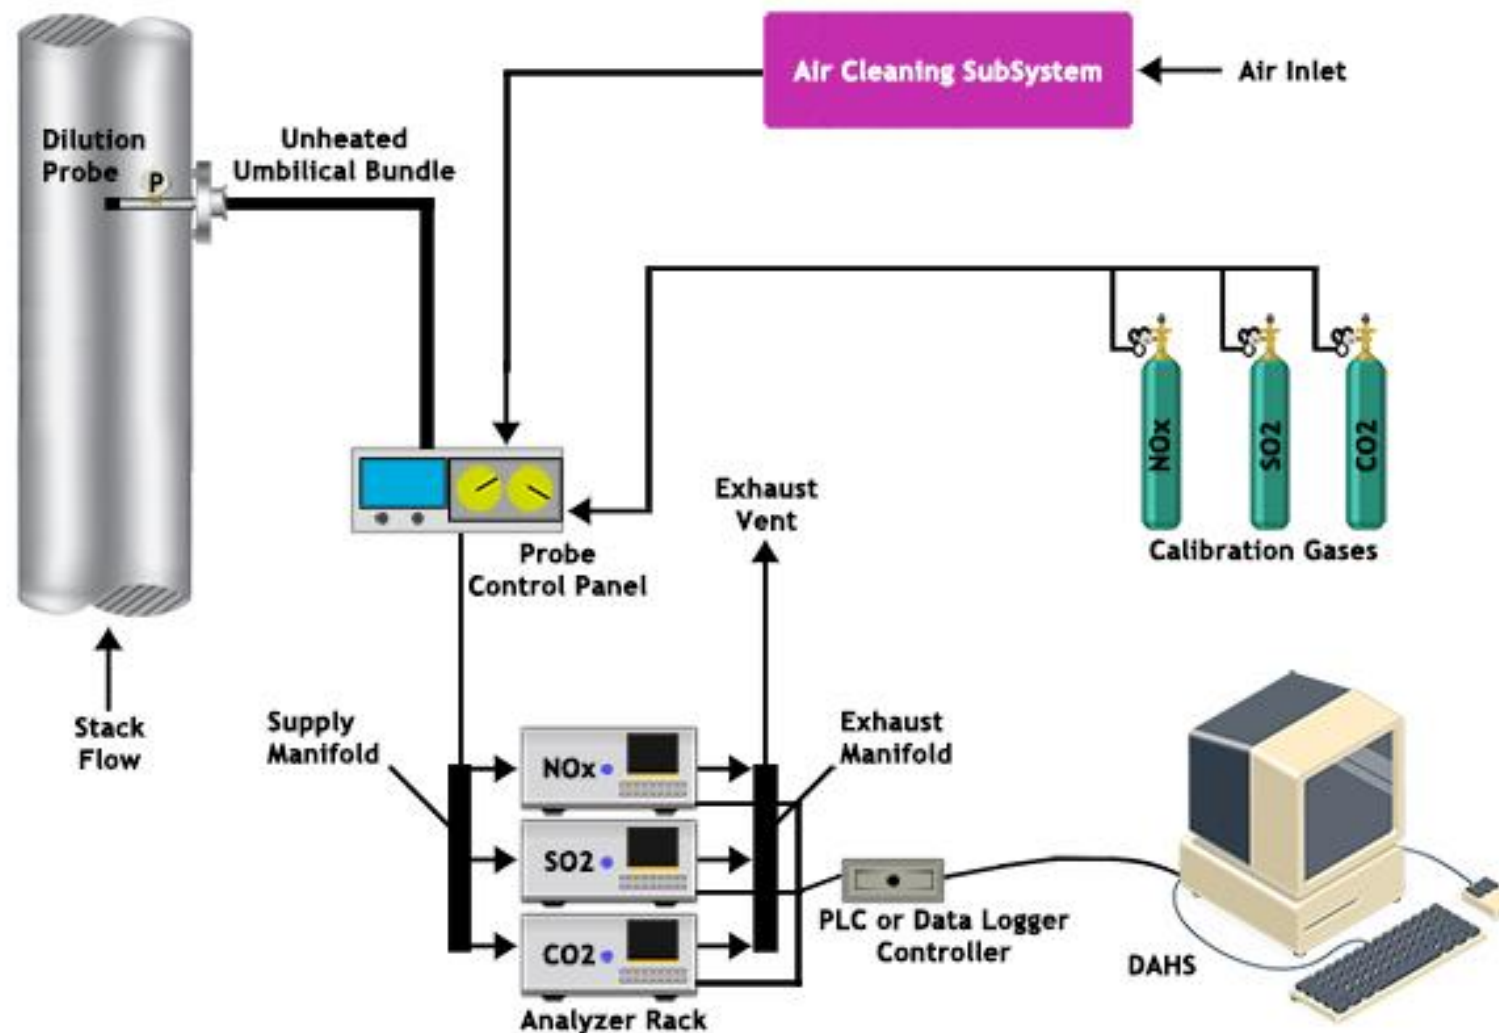 Air Cleaning SubSystem
Air Inlet
Dilution
Probe
P
Unheated
Umbilical Bundle
NOx
SO2
CO2
Calibration Gases
Exhaust
Vent
Probe
Control Panel
Stack
Flow
Supply
Manifold
Exhaust
Manifold
NOx
SO2
CO2
Analyzer Rack
PLC or Data Logger
Controller
DAHS